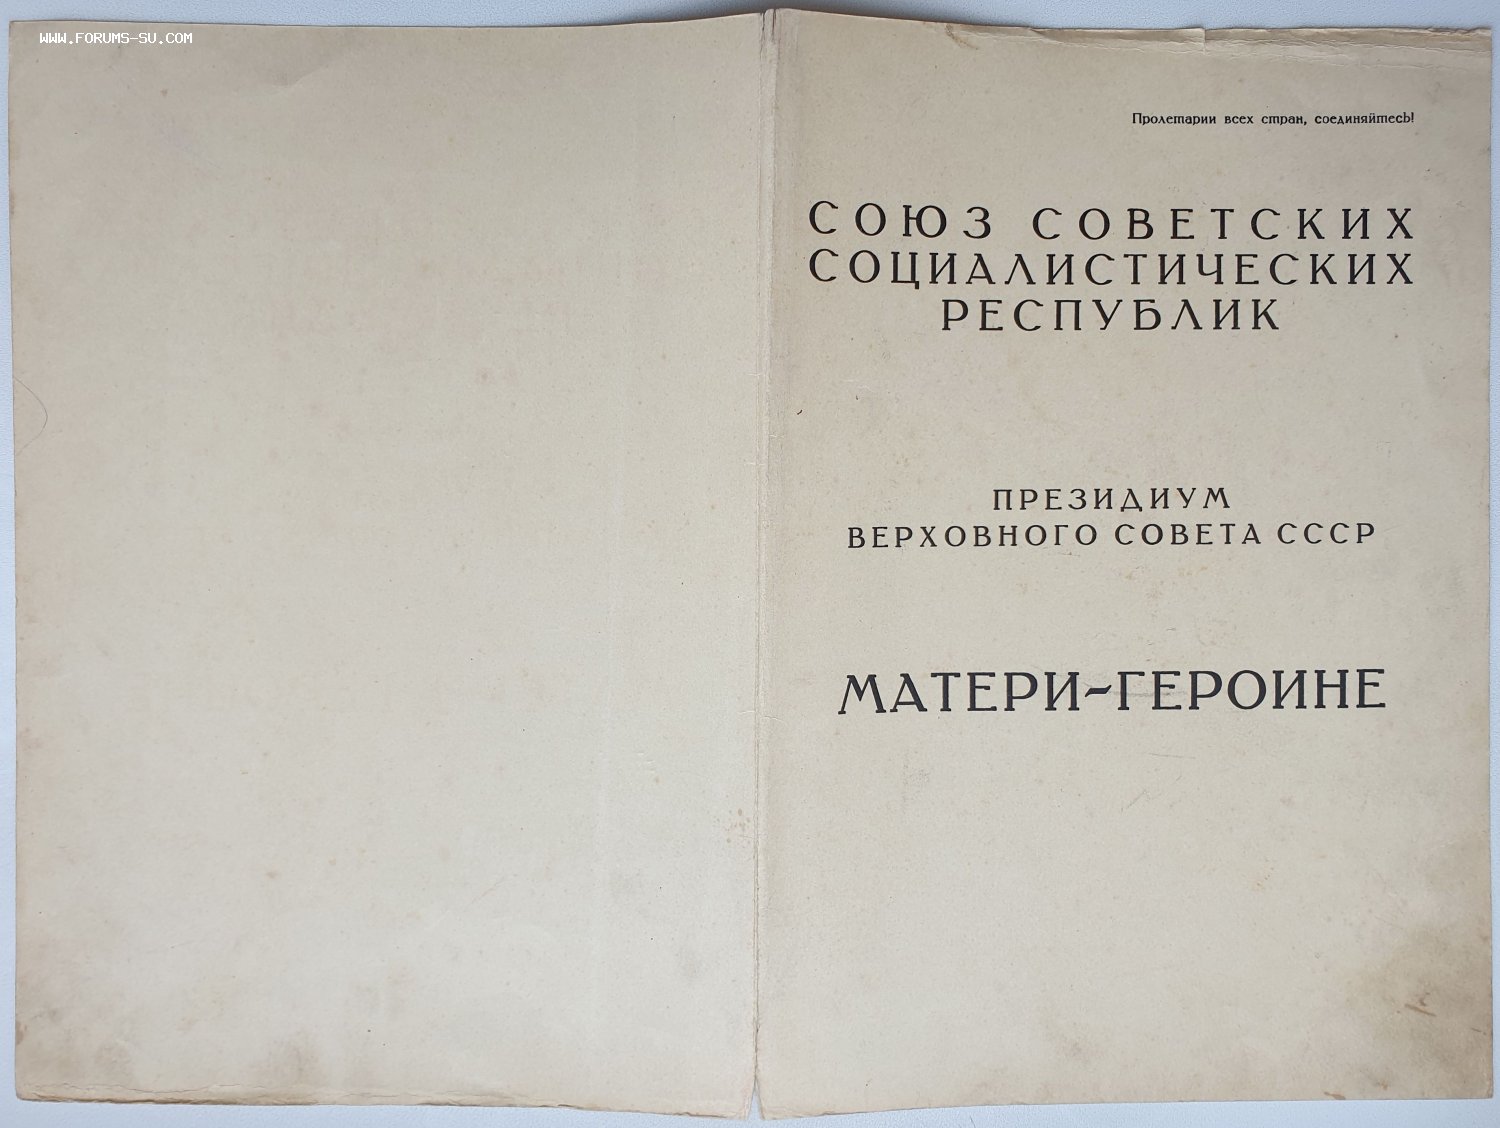 WWW.FORUMS-SU.COM
Пролетарии всех стран, соединяйтесь!
СОЮЗ СОВЕТСКИХ
СОЦИАЛИСТИЧЕСКИХ
РЕСПУБЛИК
ПРЕЗИДИУМ
ВЕРХОВНОГО СОВЕТА СССР
МАТЕРИ-ГЕРОИНЕ